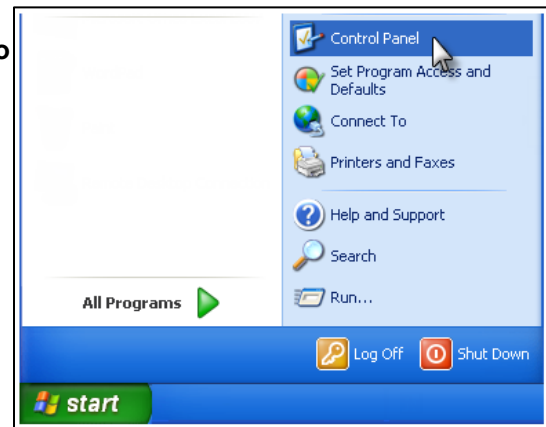 o
Control Panel
Set Program Access and
Defaults
Connect To
Printers and Faxes
Help and Support
Search
Run...
All Programs
Log Off
Shut Down
start